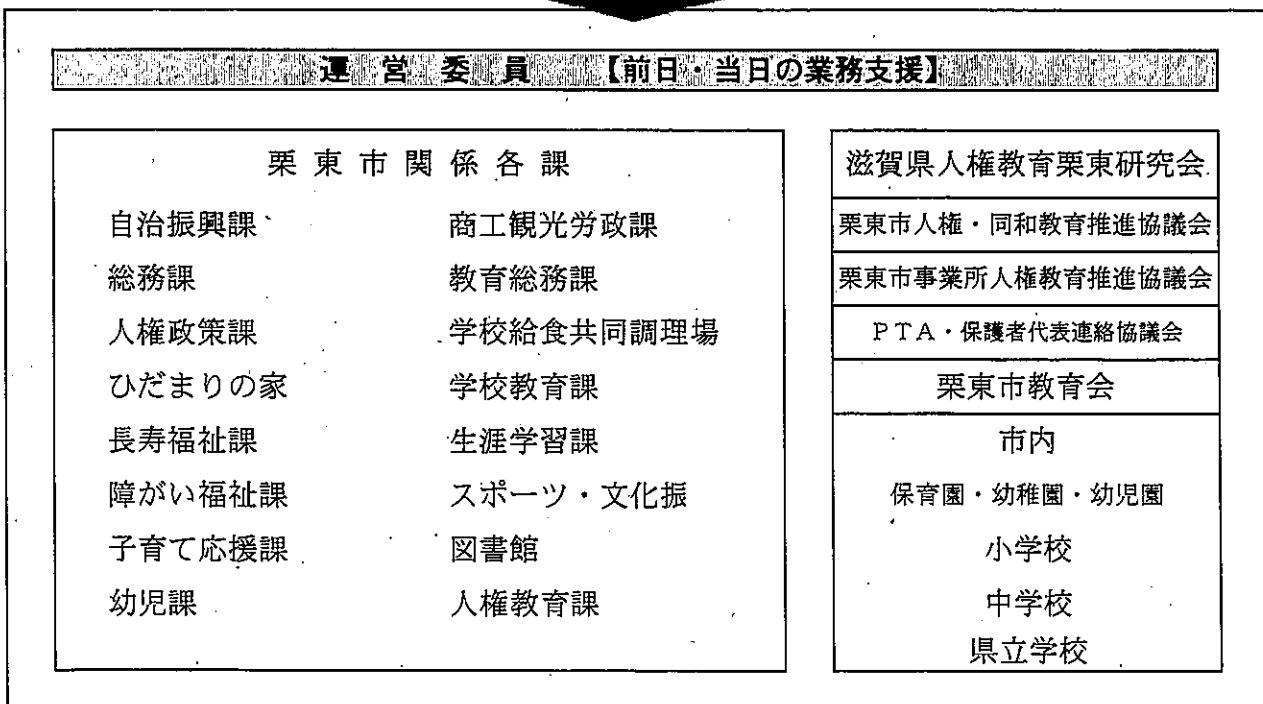 運営委員【前日・当日の業務支援】
栗東市関係各課
自治振興課
総務課
人権政策課
ひだまりの家
長寿福祉課
障がい福祉課
子育て応援課
幼児課
商工観光労政課
教育総務課
学校給食共同調理場
学校教育課
生涯学習課
スポーツ・文化振
図書館
人権教育課
滋賀県人権教育栗東研究会
栗東市人権・同和教育推進協議会
栗東市事業所人権教育推進協議会
PTA・保護者代表連絡協議会
栗東市教育会
市内
保育園・幼稚園・幼児園
小学校
中学校
県立学校